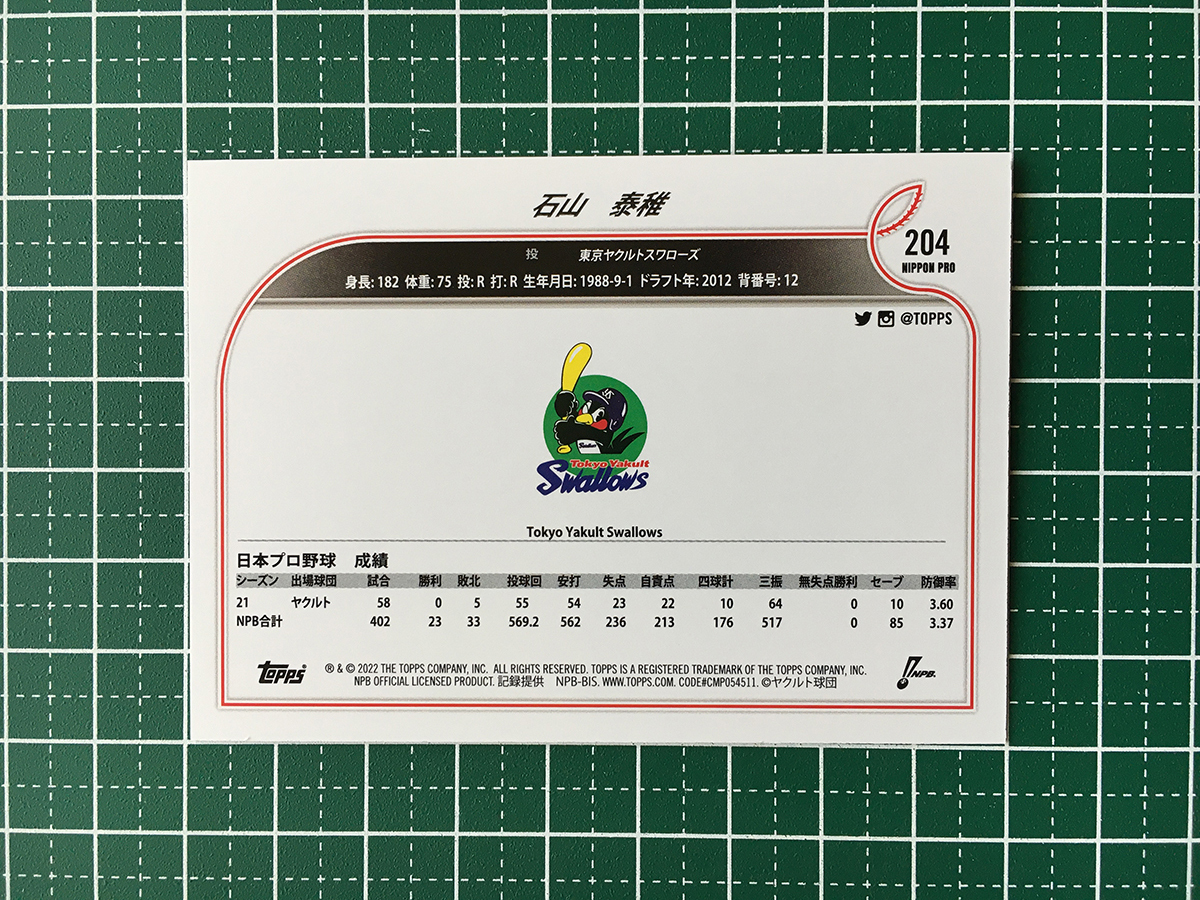 石山 泰稚
204
NIPPON PRO
投 東京ヤクルトスワローズ
身長: 182 体重: 75 投: R 打: R 生年月日: 1988-9-1 ドラフト年: 2012 背番号: 12
@TOPPS
YS
Swallows
Tokyo Yakult
Swallows
Tokyo Yakult Swallows
日本プロ野球 成績
シーズン 出場球団 試合 勝利 敗北 投球回 安打 失点 自責点 四球計 三振 無失点勝利 セーブ 防御率
21 ヤクルト 58 0 5 55 54 23 22 10 64 0 10 3.60
NPB合計 402 23 33 569.2 562 236 213 176 517 0 85 3.37
topps
® & © 2022 THE TOPPS COMPANY, INC. ALL RIGHTS RESERVED. TOPPS IS A REGISTERED TRADEMARK OF THE TOPPS COMPANY, INC.
NPB OFFICIAL LICENSED PRODUCT. 記録提供 NPB-BIS. WWW.TOPPS.COM. CODE#CMP054511. ©ヤクルト球団
NPB.